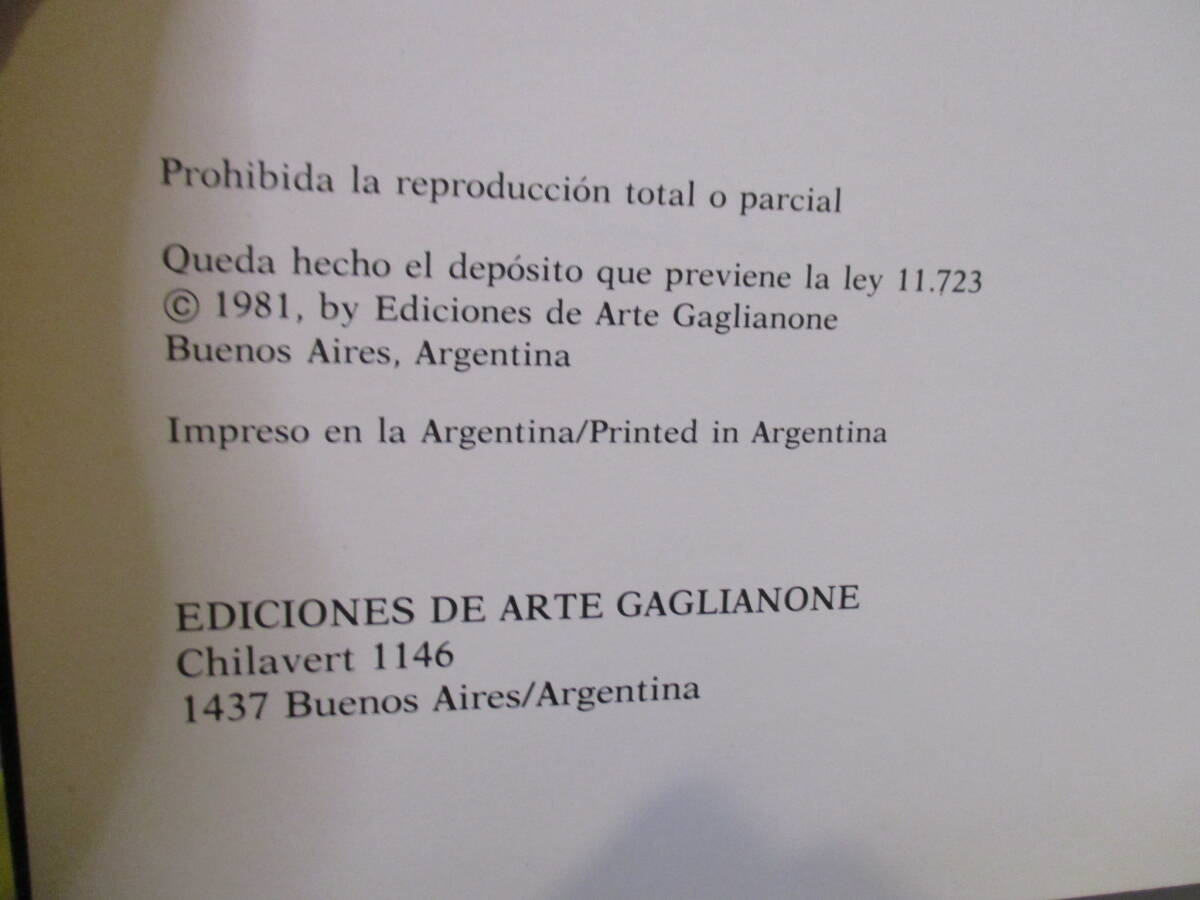 Prohibida la reproducción total o parcial
Queda hecho el depósito que previene la ley 11.723
© 1981, by Ediciones de Arte Gaglianone
Buenos Aires, Argentina
Impreso en la Argentina/Printed in Argentina
EDICIONES DE ARTE GAGLIANONE
Chilavert 1146
1437 Buenos Aires/Argentina